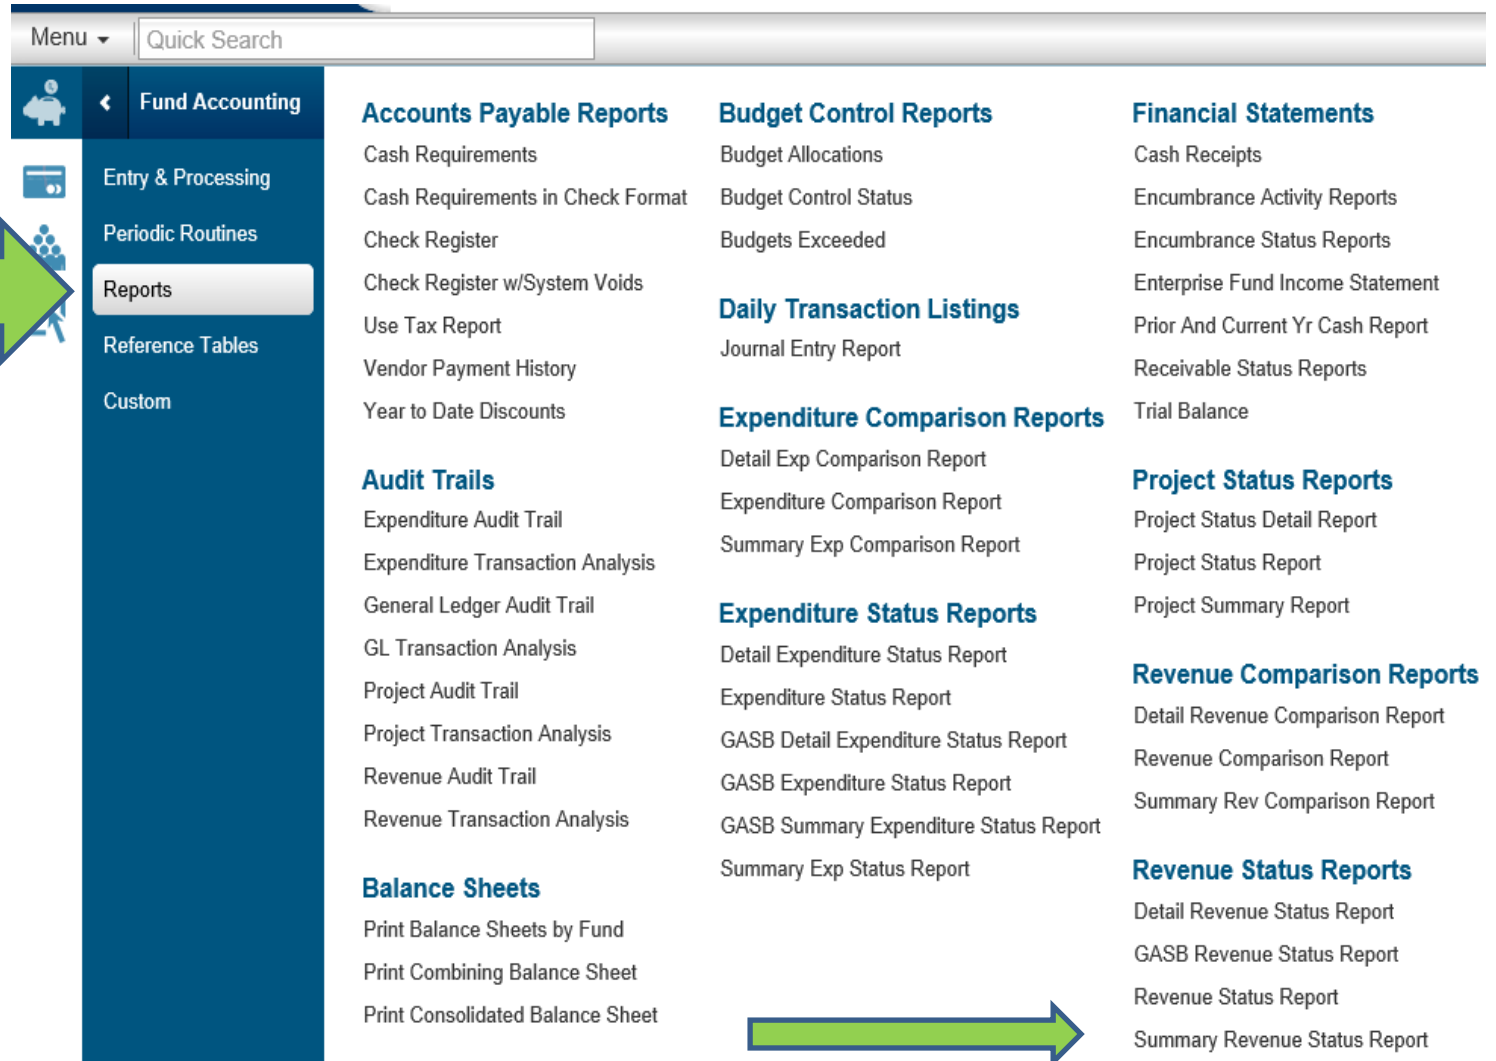 Menu
Quick Search
Fund Accounting
Entry & Processing
Periodic Routines
Reports
Reference Tables
Custom
Accounts Payable Reports
Cash Requirements
Cash Requirements in Check Format
Check Register
Check Register w/System Voids
Use Tax Report
Vendor Payment History
Year to Date Discounts
Audit Trails
Expenditure Audit Trail
Expenditure Transaction Analysis
General Ledger Audit Trail
GL Transaction Analysis
Project Audit Trail
Project Transaction Analysis
Revenue Audit Trail
Revenue Transaction Analysis
Balance Sheets
Print Balance Sheets by Fund
Print Combining Balance Sheet
Print Consolidated Balance Sheet
Budget Control Reports
Budget Allocations
Budget Control Status
Budgets Exceeded
Daily Transaction Listings
Journal Entry Report
Expenditure Comparison Reports
Detail Exp Comparison Report
Expenditure Comparison Report
Summary Exp Comparison Report
Expenditure Status Reports
Detail Expenditure Status Report
Expenditure Status Report
GASB Detail Expenditure Status Report
GASB Expenditure Status Report
GASB Summary Expenditure Status Report
Summary Exp Status Report
Financial Statements
Cash Receipts
Encumbrance Activity Reports
Encumbrance Status Reports
Enterprise Fund Income Statement
Prior And Current Yr Cash Report
Receivable Status Reports
Trial Balance
Project Status Reports
Project Status Detail Report
Project Status Report
Project Summary Report
Revenue Comparison Reports
Detail Revenue Comparison Report
Revenue Comparison Report
Summary Rev Comparison Report
Revenue Status Reports
Detail Revenue Status Report
GASB Revenue Status Report
Revenue Status Report
Summary Revenue Status Report